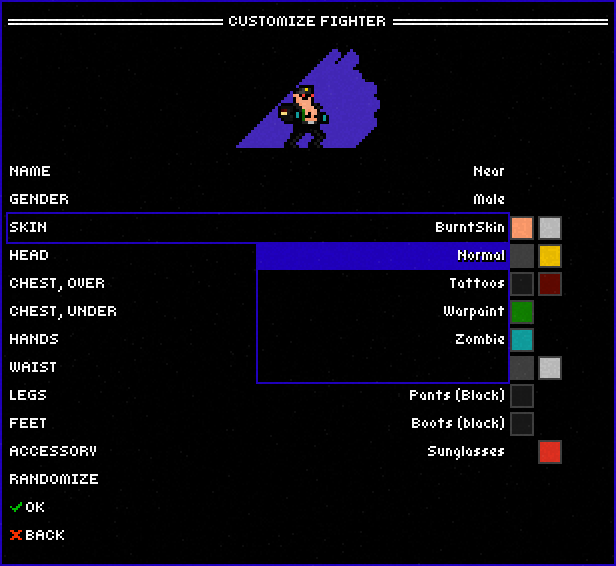 CUSTOMIZE FIGHTER
NAME Near
GENDER Male
SKIN BurntSkin
HEAD Normal
CHEST, OVER Tattoos
CHEST, UNDER Warpaint
HANDS Zombie
WAIST
LEGS Pants (Black)
FEET Boots (black)
ACCESSORY Sunglasses
RANDOMIZE
OK
BACK